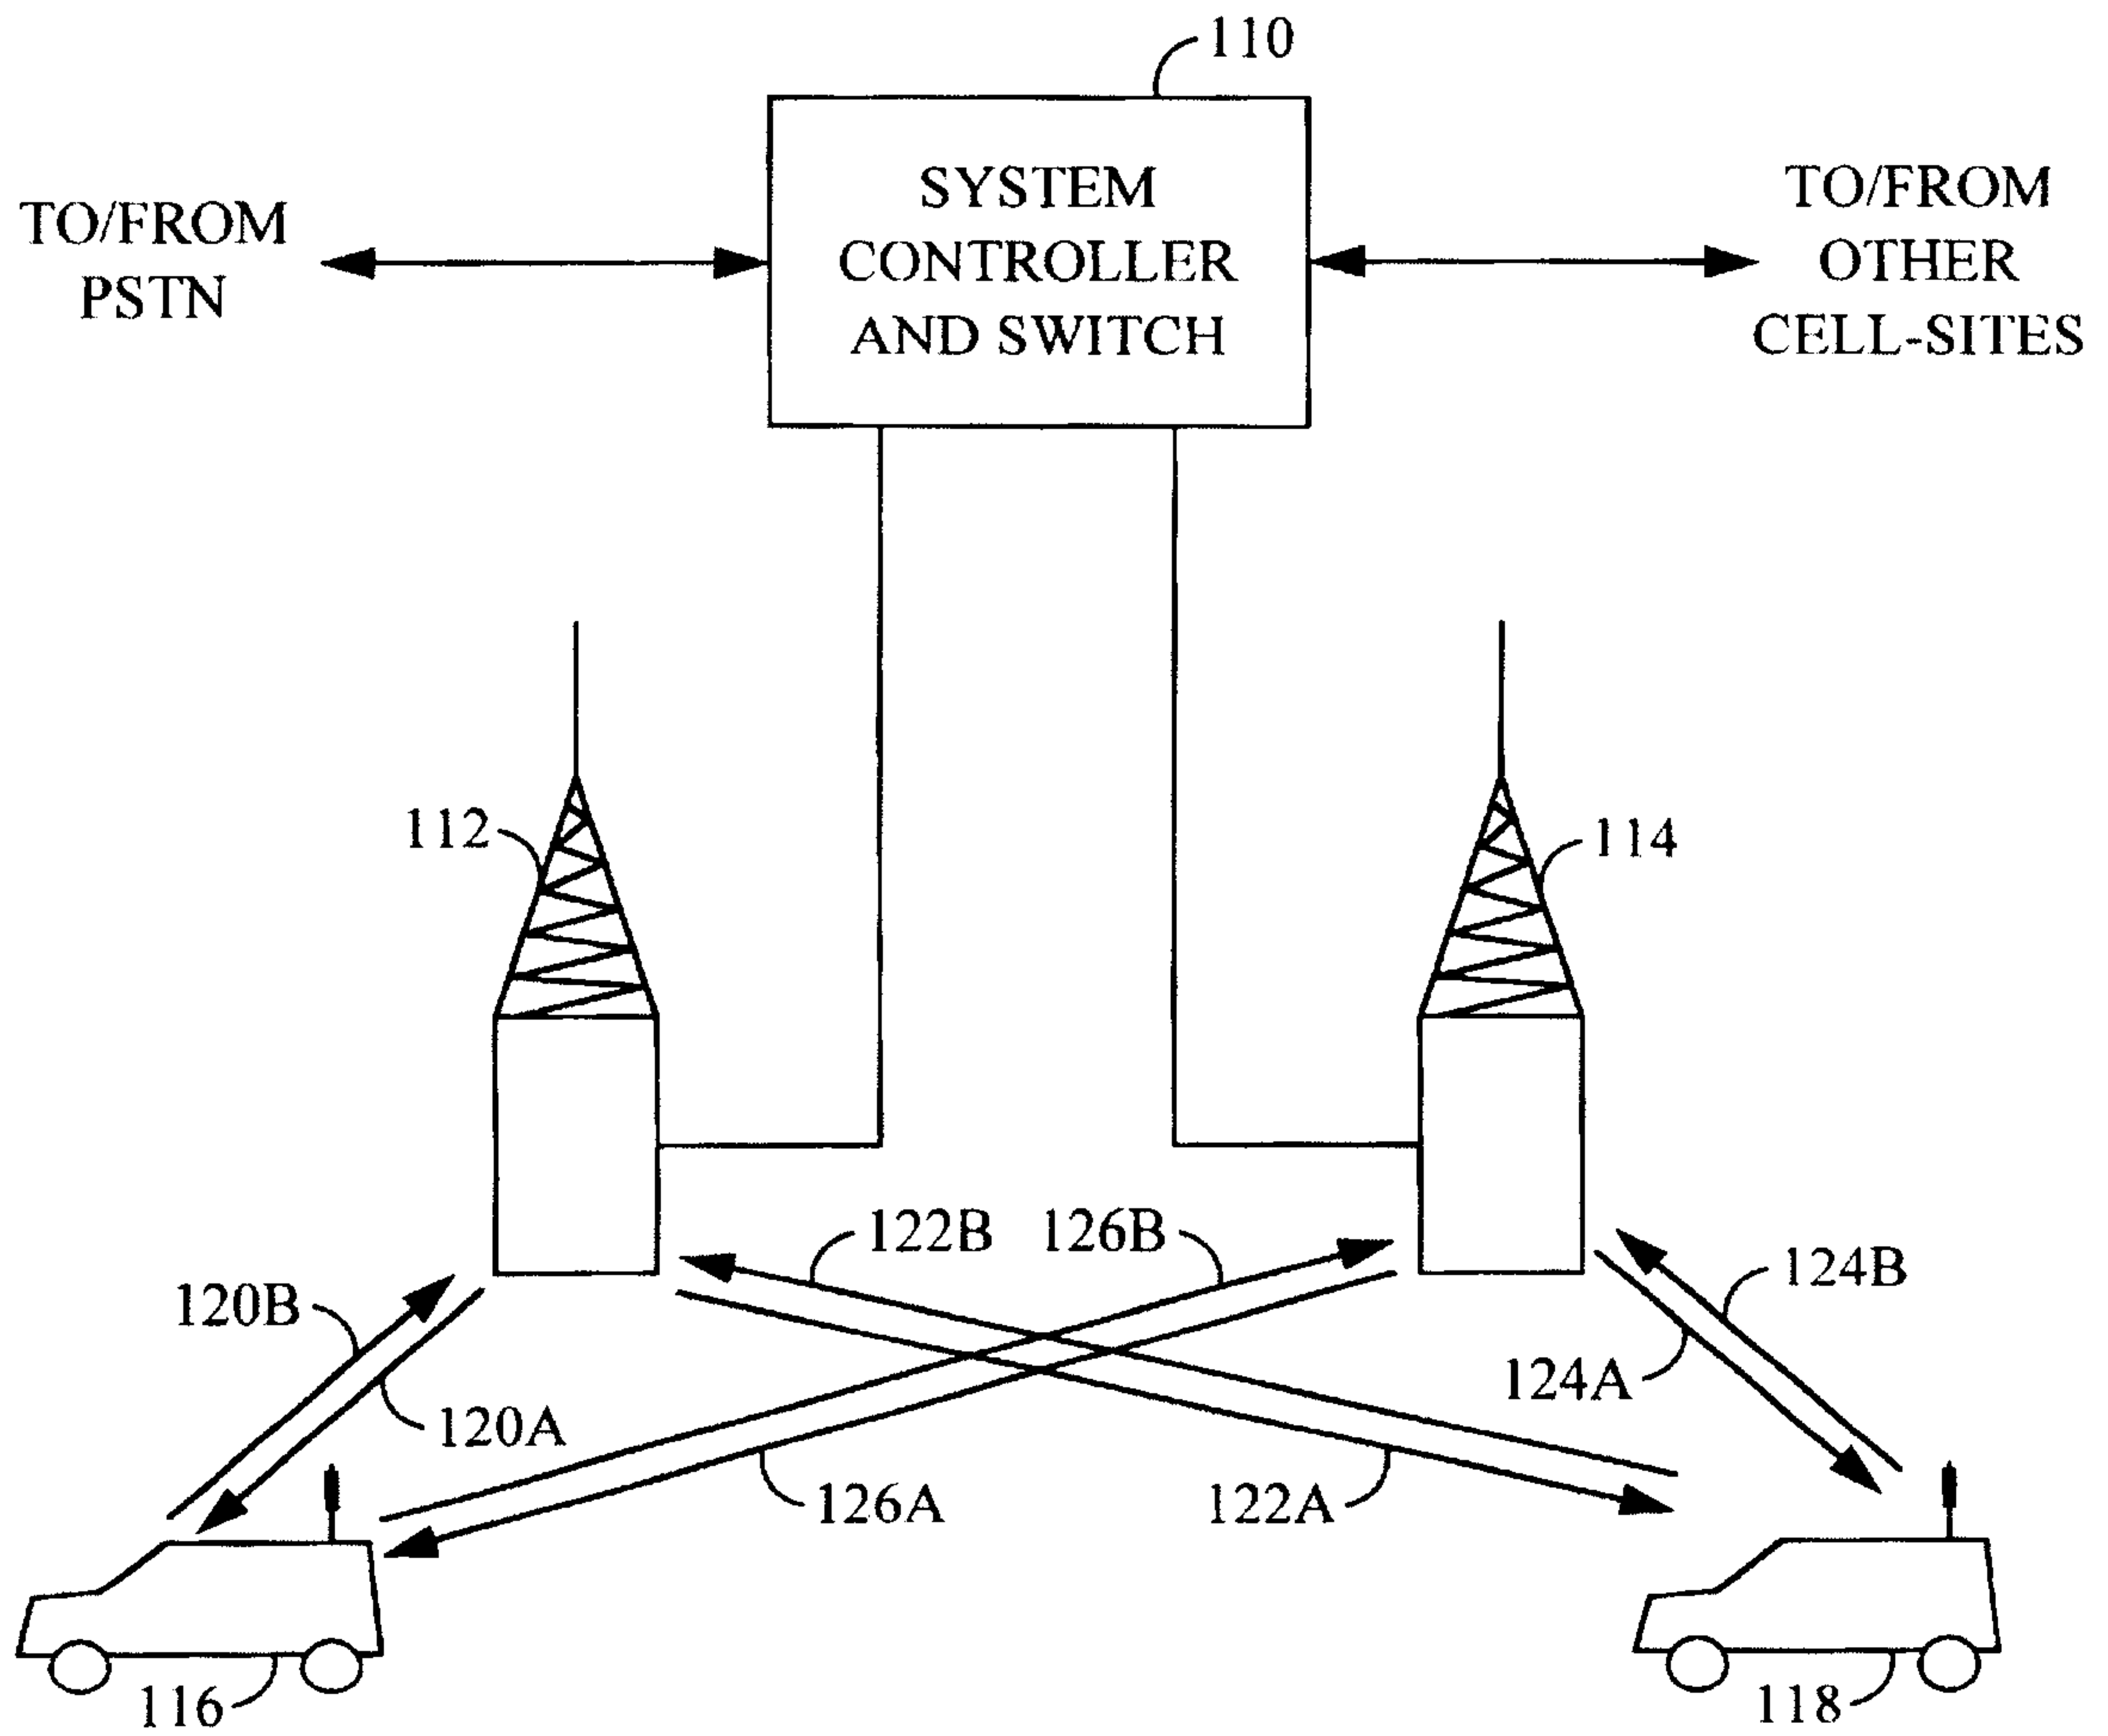 110
SYSTEM
CONTROLLER
AND SWITCH
TO/FROM
PSTN
TO/FROM
OTHER
CELL-SITES
112
114
122B
126B
120B
124B
124A
120A
126A
122A
116
118